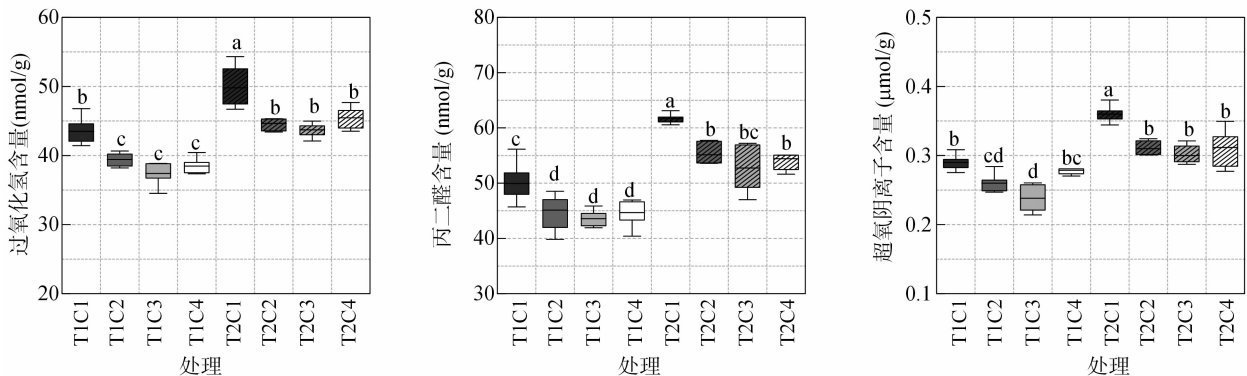 过氧化氢含量(nmol/g)
60
50
40
30
20
b
c
c
c
a
b
b
b
T1C1
T1C2
T1C3
T1C4
T2C1
T2C2
T2C3
T2C4
处理
丙二醛含量 (nmol/g)
80
70
60
50
40
30
c
d
d
d
a
b
bc
b
T1C1
T1C2
T1C3
T1C4
T2C1
T2C2
T2C3
T2C4
处理
超氧阴离子含量 (μmol/g)
0.5
0.4
0.3
0.2
0.1
b
cd
d
bc
a
b
b
b
T1C1
T1C2
T1C3
T1C4
T2C1
T2C2
T2C3
T2C4
处理